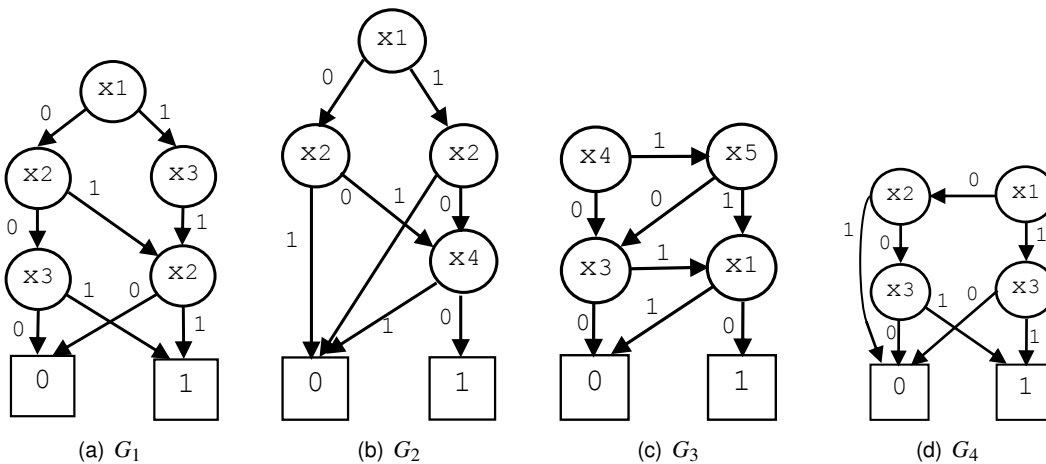 x1
0 1
x2 x3
1
0 1
x3 x2
1 0
0 1
0 1
(a) G1
x1
0 1
x2 x2
0 1 0
1
x4
1 0
0 1
(b) G2
x4 1 x5
0 0 1
x3 1 x1
0 1 0
0 1
(c) G3
x2 0 x1
1 0 1
x3 0 x3
1
0 1
0 1
(d) G4